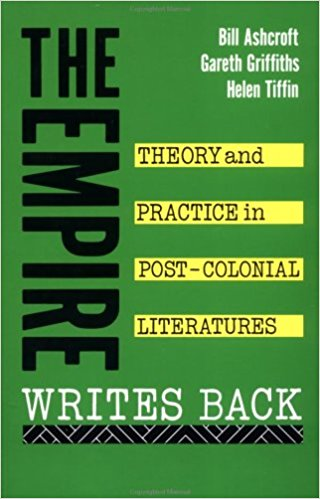 Bill Ashcroft
Gareth Griffiths
Helen Tiffin
THE EMPIRE
WRITES BACK
THEORY and
PRACTICE in
POST-COLONIAL
LITERATURES